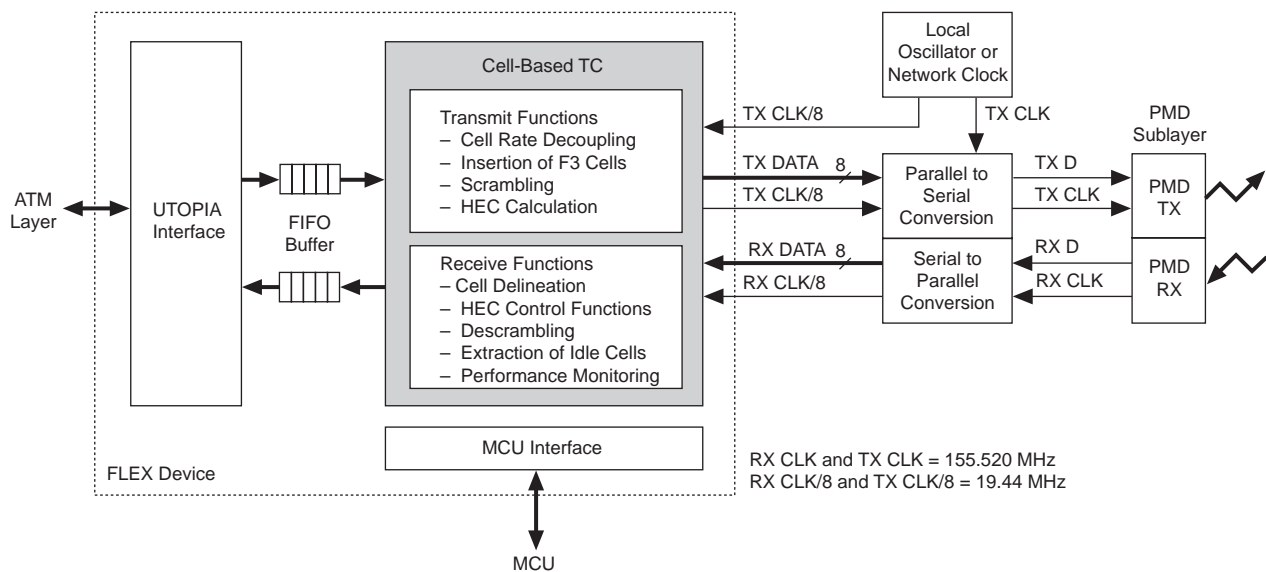 Local
Oscillator or
Network Clock
Cell-Based TC
Transmit Functions
– Cell Rate Decoupling
– Insertion of F3 Cells
– Scrambling
– HEC Calculation
TX CLK/8
TX CLK
PMD
Sublayer
TX DATA 8
TX CLK/8
Parallel to
Serial
Conversion
TX D
TX CLK
PMD
TX
ATM
Layer
UTOPIA
Interface
FIFO
Buffer
Receive Functions
–Cell Delineation
– HEC Control Functions
– Descrambling
– Extraction of Idle Cells
– Performance Monitoring
RX DATA 8
RX CLK/8
Serial to
Parallel
Conversion
RX D
RX CLK
PMD
RX
MCU Interface
FLEX Device
RX CLK and TX CLK = 155.520 MHz
RX CLK/8 and TX CLK/8 = 19.44 MHz
MCU